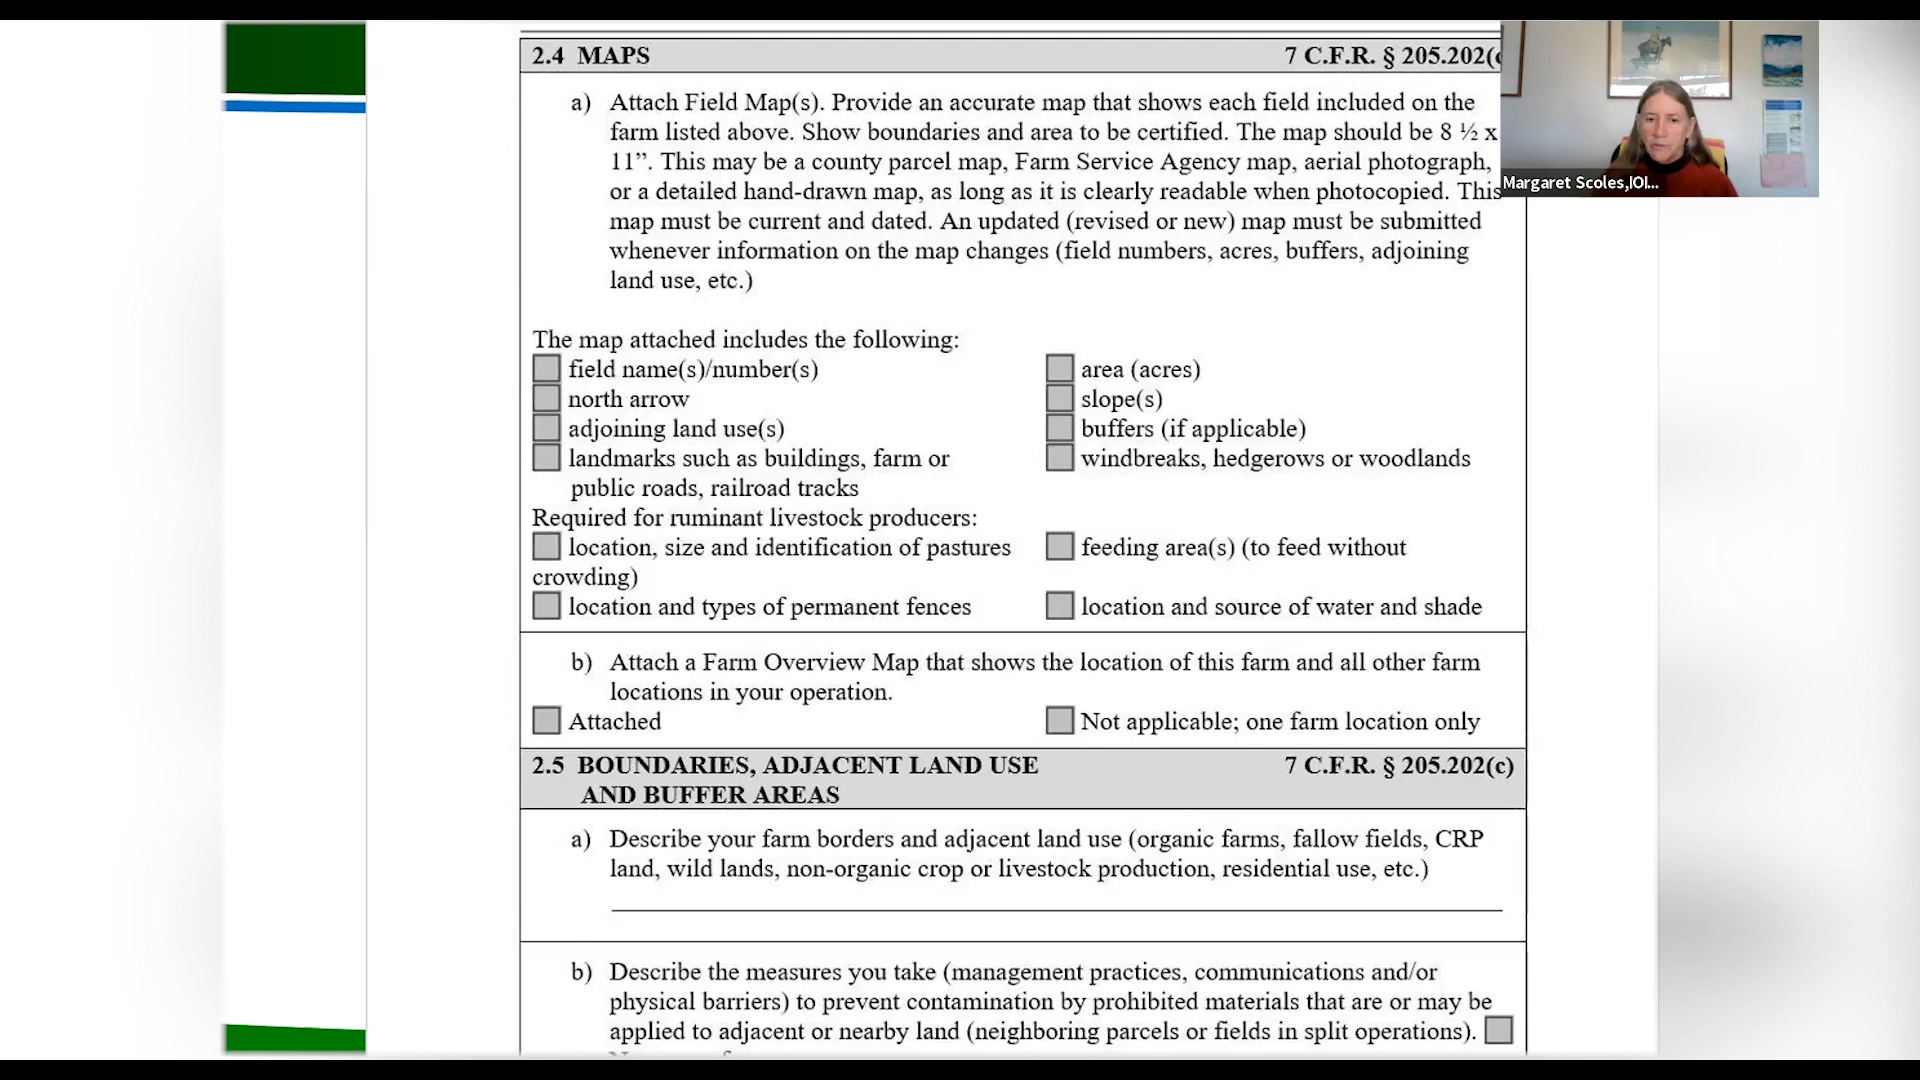 2.4 MAPS 7 C.F.R. § 205.202(
a) Attach Field Map(s). Provide an accurate map that shows each field included on the
farm listed above. Show boundaries and area to be certified. The map should be 8 ½ x
11”. This may be a county parcel map, Farm Service Agency map, aerial photograph,
or a detailed hand-drawn map, as long as it is clearly readable when photocopied. This
map must be current and dated. An updated (revised or new) map must be submitted
whenever information on the map changes (field numbers, acres, buffers, adjoining
land use, etc.)
The map attached includes the following:
field name(s)/number(s) area (acres)
north arrow slope(s)
adjoining land use(s) buffers (if applicable)
landmarks such as buildings, farm or windbreaks, hedgerows or woodlands
public roads, railroad tracks
Required for ruminant livestock producers:
location, size and identification of pastures feeding area(s) (to feed without
crowding)
location and types of permanent fences location and source of water and shade
b) Attach a Farm Overview Map that shows the location of this farm and all other farm
locations in your operation.
Attached Not applicable; one farm location only
2.5 BOUNDARIES, ADJACENT LAND USE 7 C.F.R. § 205.202(c)
AND BUFFER AREAS
a) Describe your farm borders and adjacent land use (organic farms, fallow fields, CRP
land, wild lands, non-organic crop or livestock production, residential use, etc.)
b) Describe the measures you take (management practices, communications and/or
physical barriers) to prevent contamination by prohibited materials that are or may be
applied to adjacent or nearby land (neighboring parcels or fields in split operations).
Margaret Scoles,IOI...